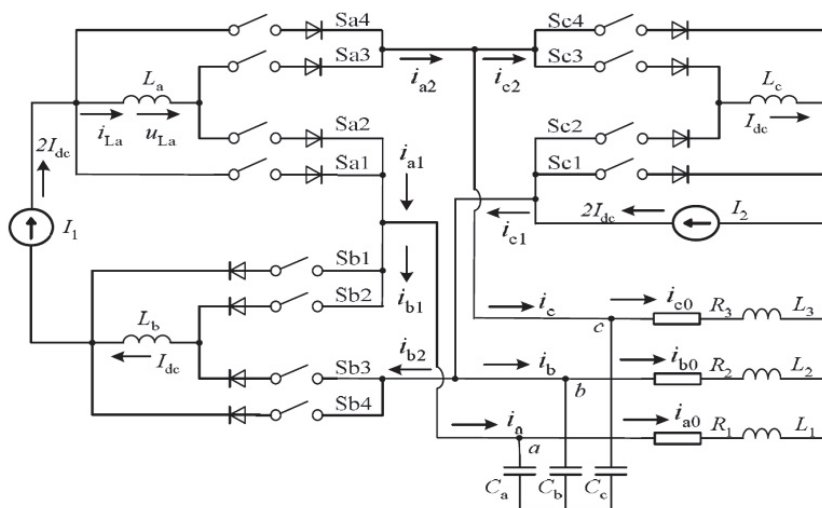 Sa4
Sc4
Sa3
Sc3
i_a2
i_c2
L_a
L_c
i_La
u_La
I_dc
2I_dc
Sa2
Sc2
Sa1
i_a1
Sc1
I_1
i_c1
2I_dc
I_2
Sb1
Sb2
i_b1
L_b
i_c
i_c0
R_3
L_3
c
I_dc
Sb3
i_b2
i_b
i_b0
R_2
L_2
b
Sb4
i_a
i_a0
R_1
L_1
a
C_a
C_b
C_c